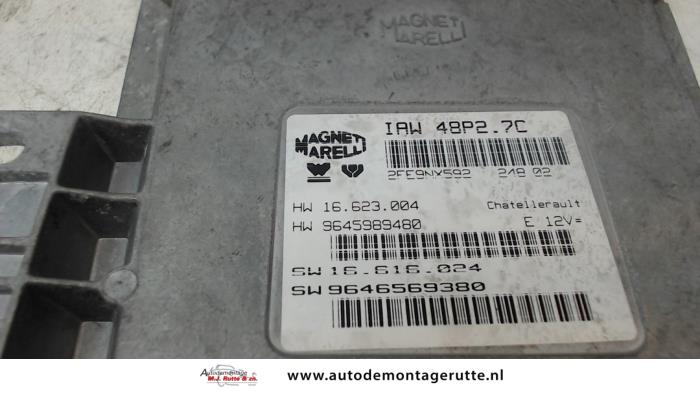 MAGNETI
MARELLI
MAGNETI
MARELLI
IAW 48P2.7C
2FE9NY592 248 02
HW 16.623.004
Chatellerault
HW 9645989480
E 12V=
SW 16.616.024
SW 9646569380
Autodemontage
M.J. Rutte & Zn.
www.autodemontagerutte.nl